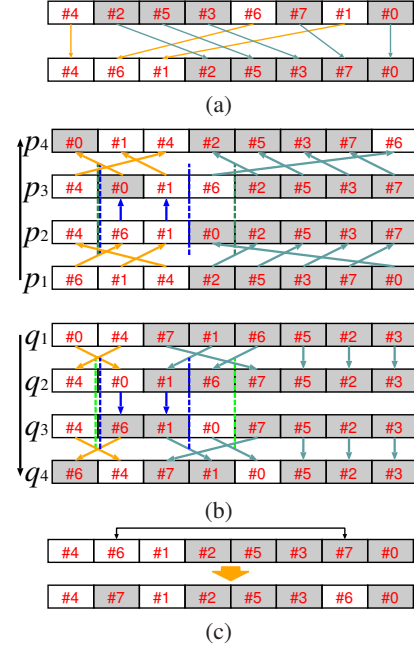 #4 #2 #5 #3 #6 #7 #1 #0
#4 #6 #1 #2 #5 #3 #7 #0
(a)
p4 #0 #1 #4 #2 #5 #3 #7 #6
p3 #4 #0 #1 #6 #2 #5 #3 #7
p2 #4 #6 #1 #0 #2 #5 #3 #7
p1 #6 #1 #4 #2 #5 #3 #7 #0
q1 #0 #4 #7 #1 #6 #5 #2 #3
q2 #4 #0 #1 #6 #7 #5 #2 #3
q3 #4 #6 #1 #0 #7 #5 #2 #3
q4 #6 #4 #7 #1 #0 #5 #2 #3
(b)
#4 #6 #1 #2 #5 #3 #7 #0
#4 #7 #1 #2 #5 #3 #6 #0
(c)